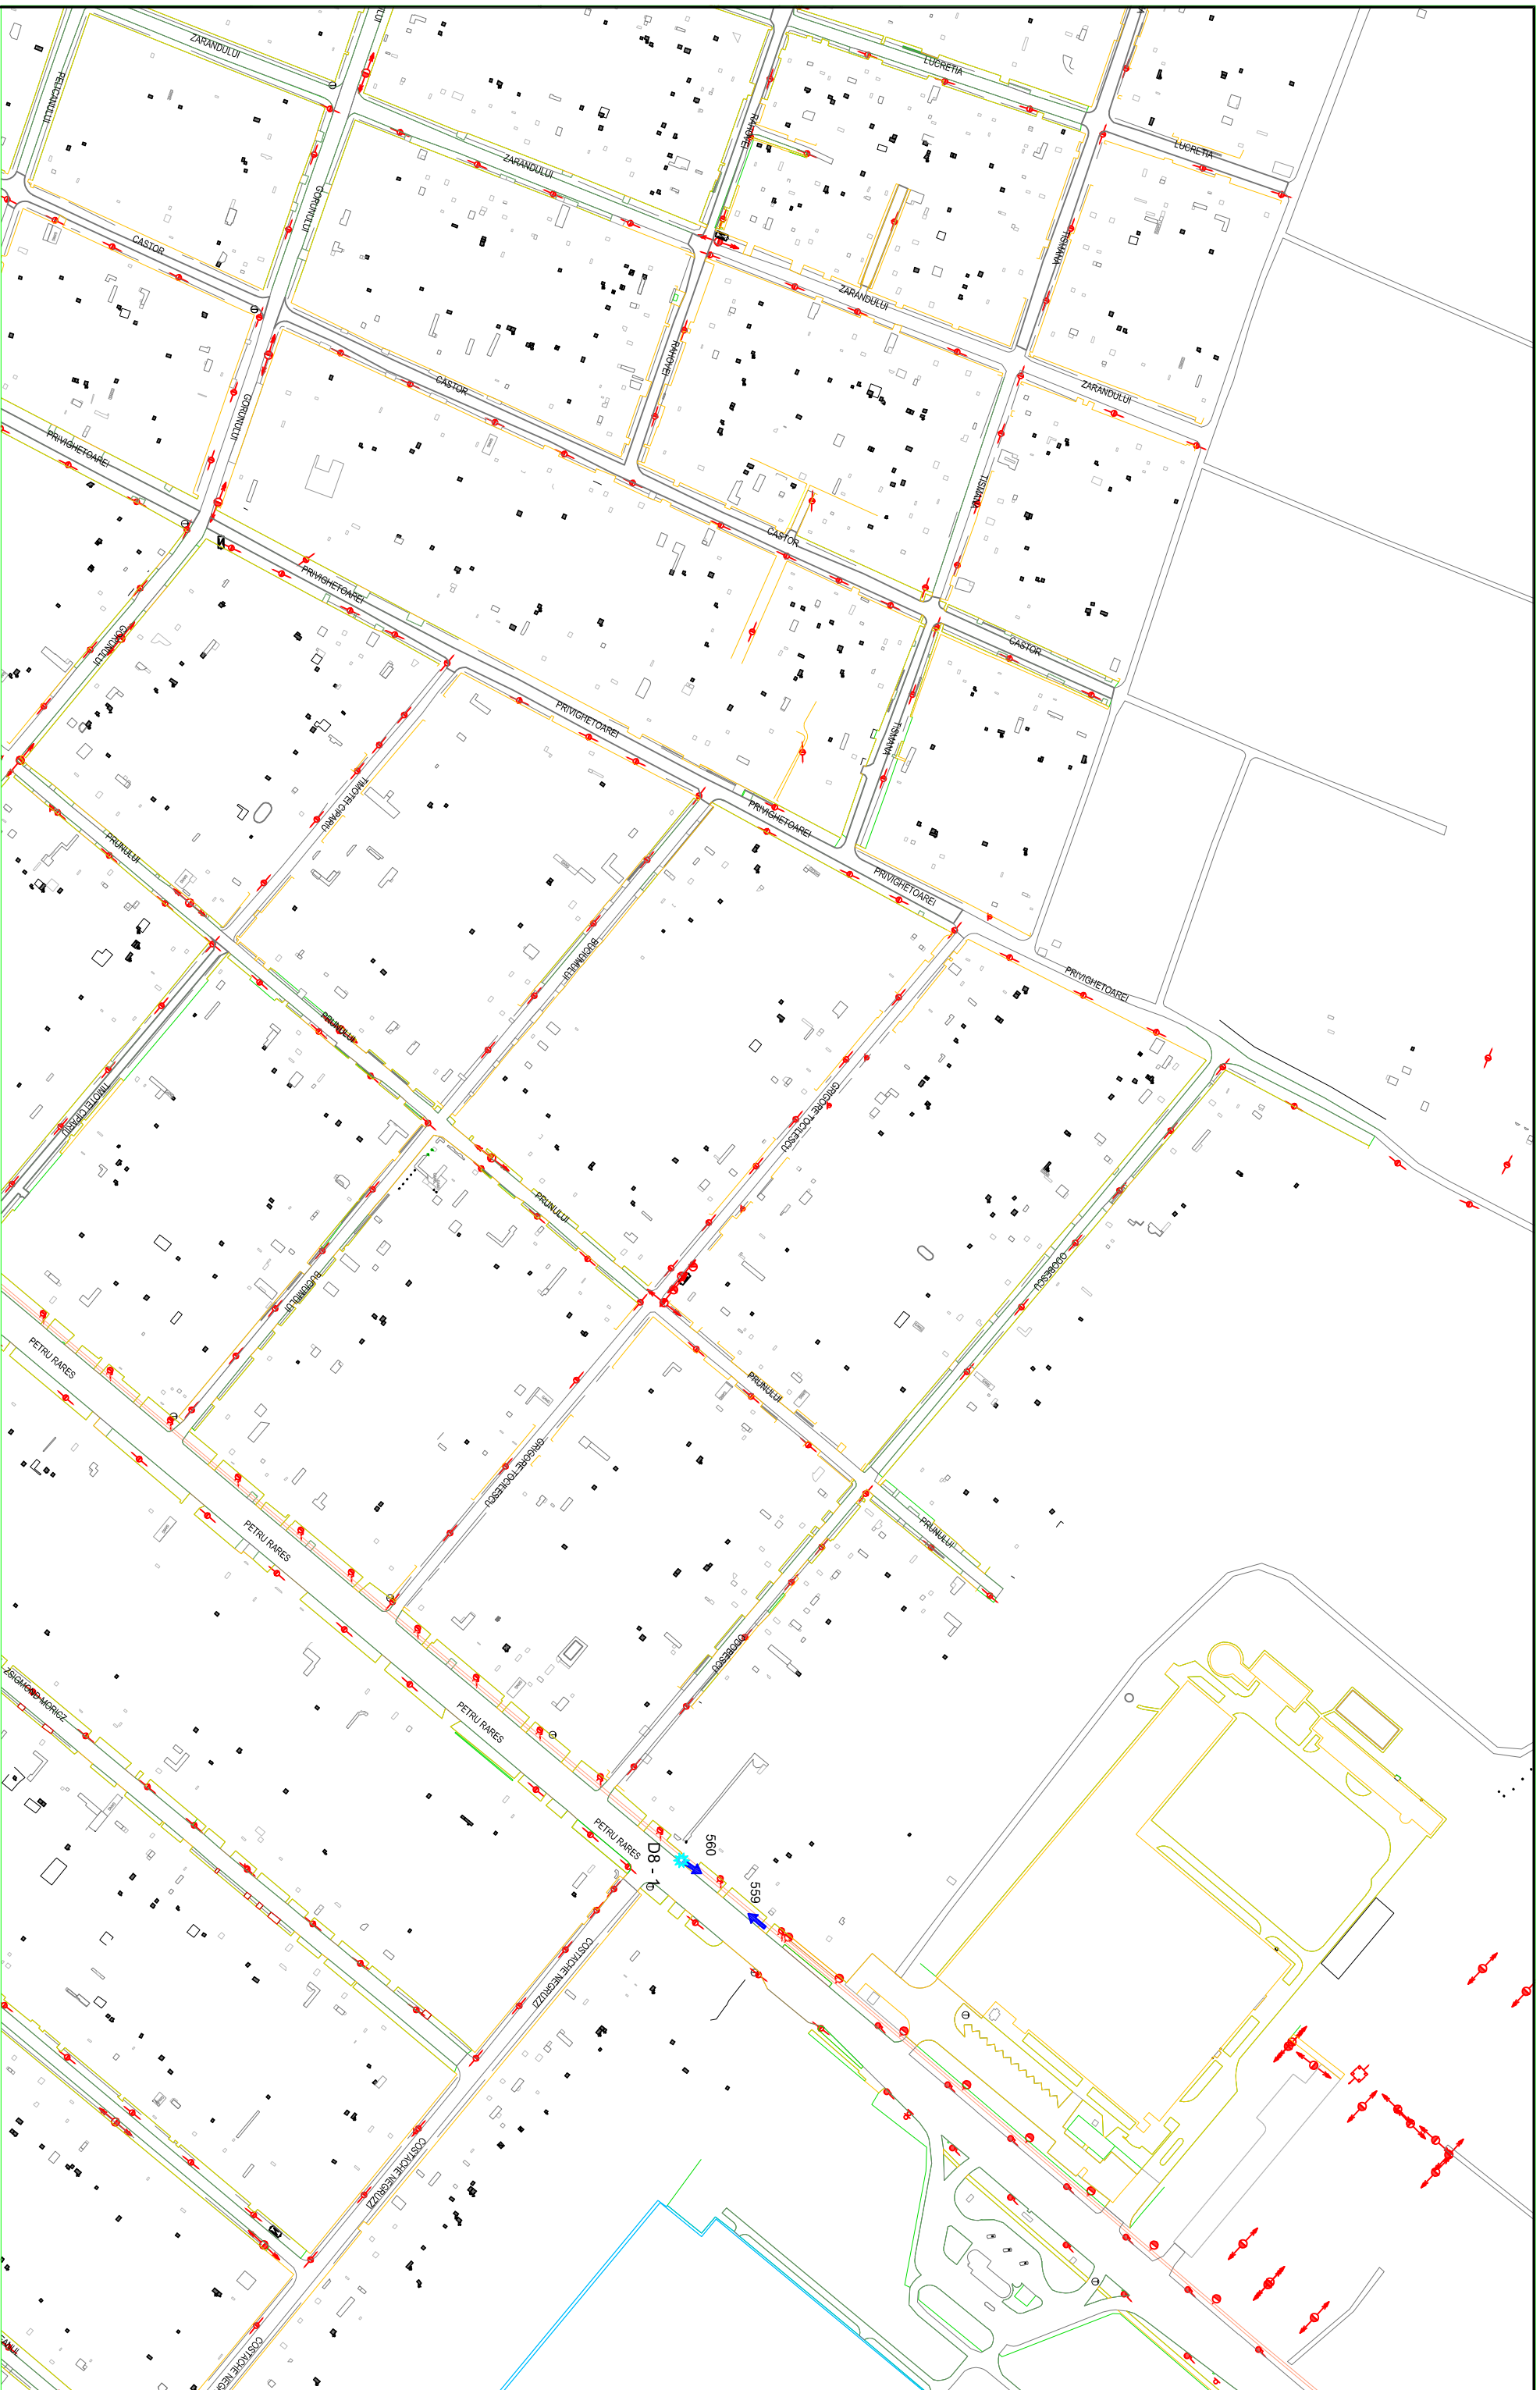 ZARANDULUI
LUCRETIA
PELICANULUI
RAHOVEI
LUCRETIA
ZARANDULUI
GORUNULUI
CASTOR
TISMANA
ZARANDULUI
RAHOVEI
CASTOR
ZARANDULUI
GORUNULUI
PRIVIGHETOAREI
TISMANA
CASTOR
PRIVIGHETOAREI
GORUNULUI
CASTOR
PRIVIGHETOAREI
TISMANA
TIMOTEI CIPARIU
PRIVIGHETOAREI
PRUNULUI
PRIVIGHETOAREI
BUCIUMULUI
PRIVIGHETOAREI
PRUNULUI
TIMOTEI CIPARIU
GRIGORE TOCILESCU
PRUNULUI
ODOBESCU
BUCIUMULUI
PETRU RARES
PRUNULUI
GRIGORE TOCILESCU
PETRU RARES
PRUNULUI
ODOBESCU
ZSIGMOND MORICZ
PETRU RARES
PETRU RARES
560
D8 - 1
559
COSTACHE NEGRUZZI
COSTACHE NEGRUZZI
COSTACHE NEGR